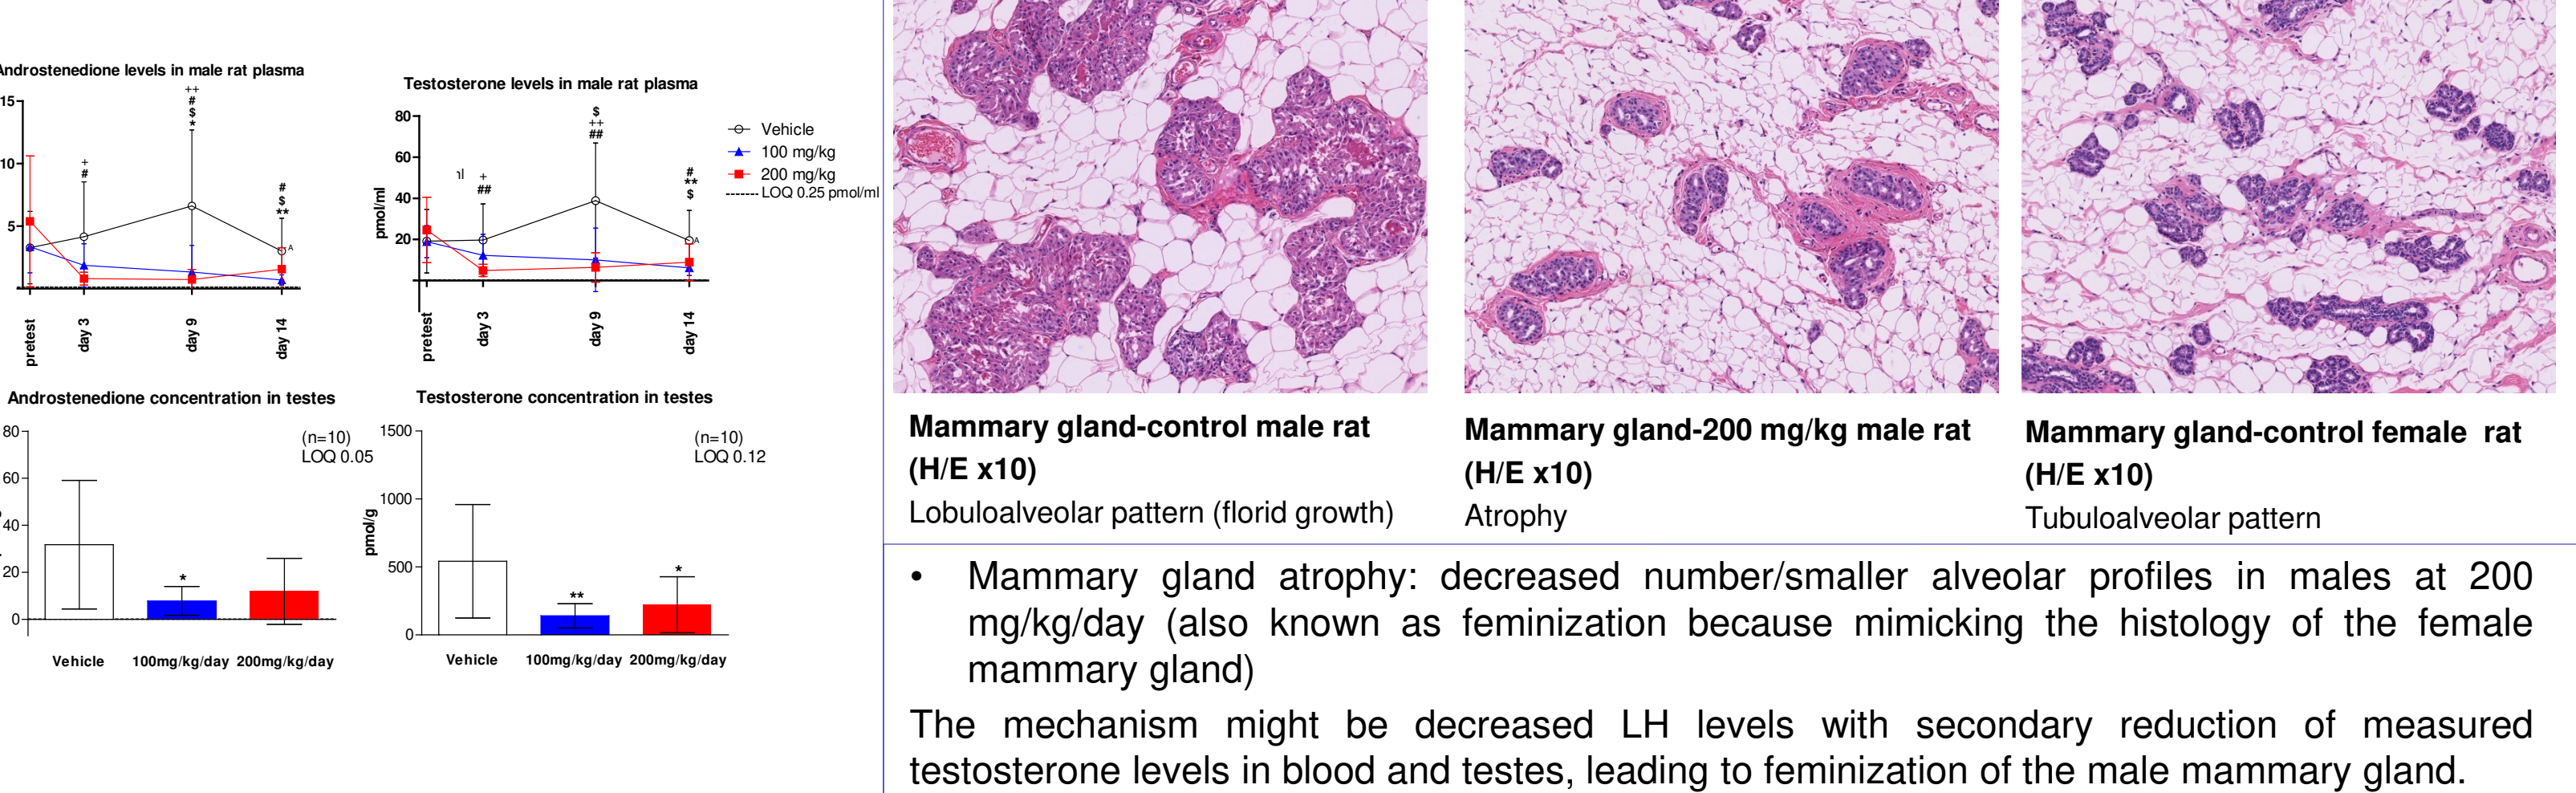 Androstenedione levels in male rat plasma
++
#
$
*
15
10
5
+
#
#
$
**
A
pretest
day 3
day 9
day 14
Testosterone levels in male rat plasma
80
60
40
20
pmol/ml
+
##
$
++
##
#
**
$
A
pretest
day 3
day 9
day 14
Vehicle
100 mg/kg
200 mg/kg
LOQ 0.25 pmol/ml
Androstenedione concentration in testes
80
60
40
20
0
(n=10)
LOQ 0.05
*
Vehicle
100mg/kg/day
200mg/kg/day
Testosterone concentration in testes
1500
1000
500
0
pmol/g
(n=10)
LOQ 0.12
**
*
Vehicle
100mg/kg/day
200mg/kg/day
Mammary gland-control male rat
(H/E x10)
Lobuloalveolar pattern (florid growth)
Mammary gland-200 mg/kg male rat
(H/E x10)
Atrophy
Mammary gland-control female rat
(H/E x10)
Tubuloalveolar pattern
• Mammary gland atrophy: decreased number/smaller alveolar profiles in males at 200
mg/kg/day (also known as feminization because mimicking the histology of the female
mammary gland)
The mechanism might be decreased LH levels with secondary reduction of measured
testosterone levels in blood and testes, leading to feminization of the male mammary gland.